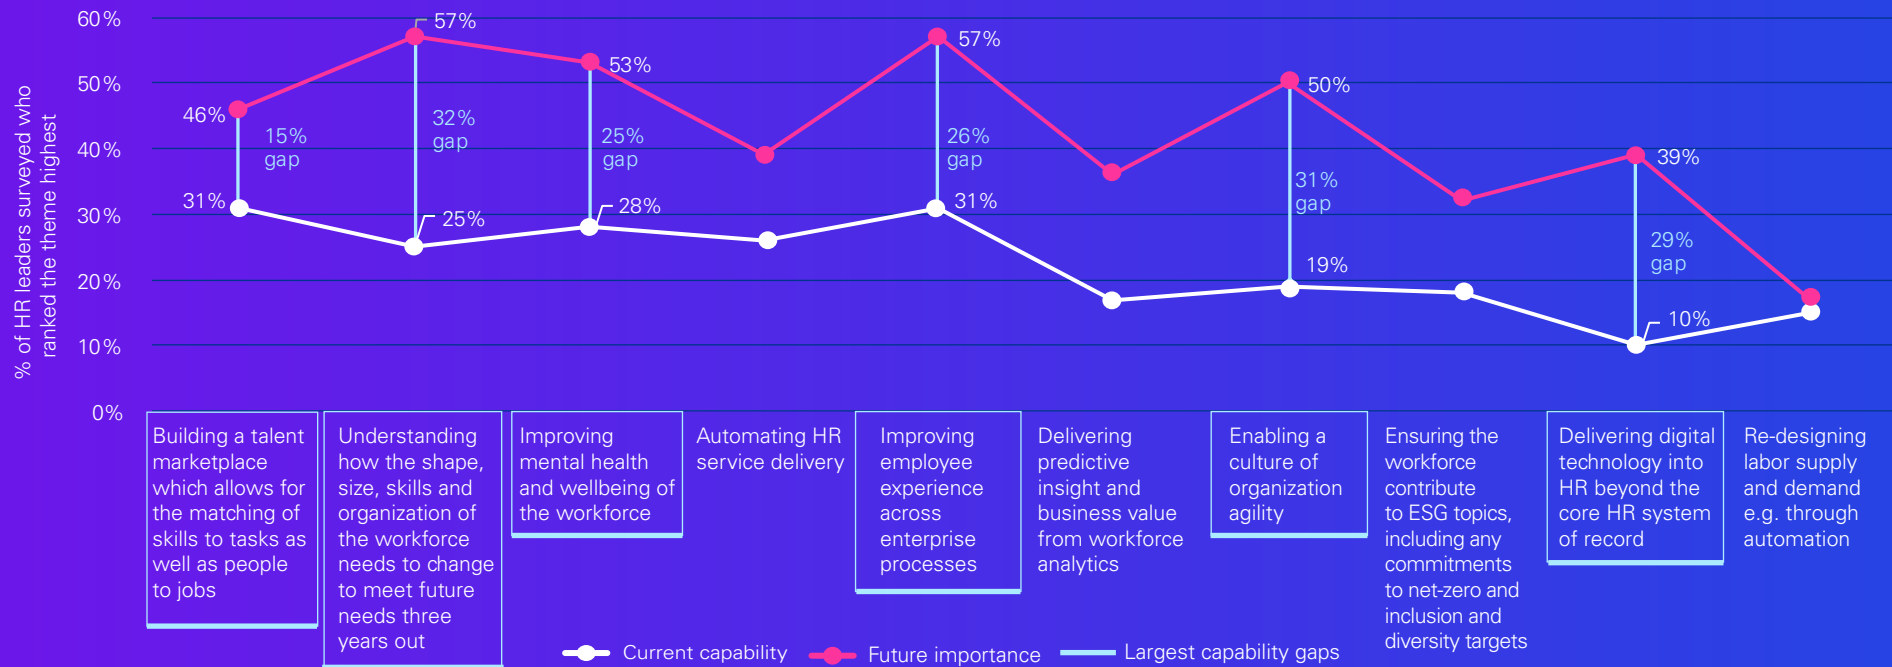 60%
50%
40%
30%
20%
10%
0%
% of HR leaders surveyed who
ranked the theme highest
46%
15%
gap
31%
57%
32%
gap
25%
53%
25%
gap
28%
57%
26%
gap
31%
50%
31%
gap
19%
39%
29%
gap
10%
Building a talent
marketplace
which allows for
the matching of
skills to tasks as
well as people
to jobs
Understanding
how the shape,
size, skills and
organization of
the workforce
needs to change
to meet future
needs three
years out
Improving
mental health
and wellbeing of
the workforce
Automating HR
service delivery
Improving
employee
experience
across
enterprise
processes
Delivering
predictive
insight and
business value
from workforce
analytics
Enabling a
culture of
organization
agility
Ensuring the
workforce
contribute
to ESG topics,
including any
commitments
to net-zero and
inclusion and
diversity targets
Delivering digital
technology into
HR beyond the
core HR system
of record
Re-designing
labor supply
and demand
e.g. through
automation
Current capability
Future importance
Largest capability gaps